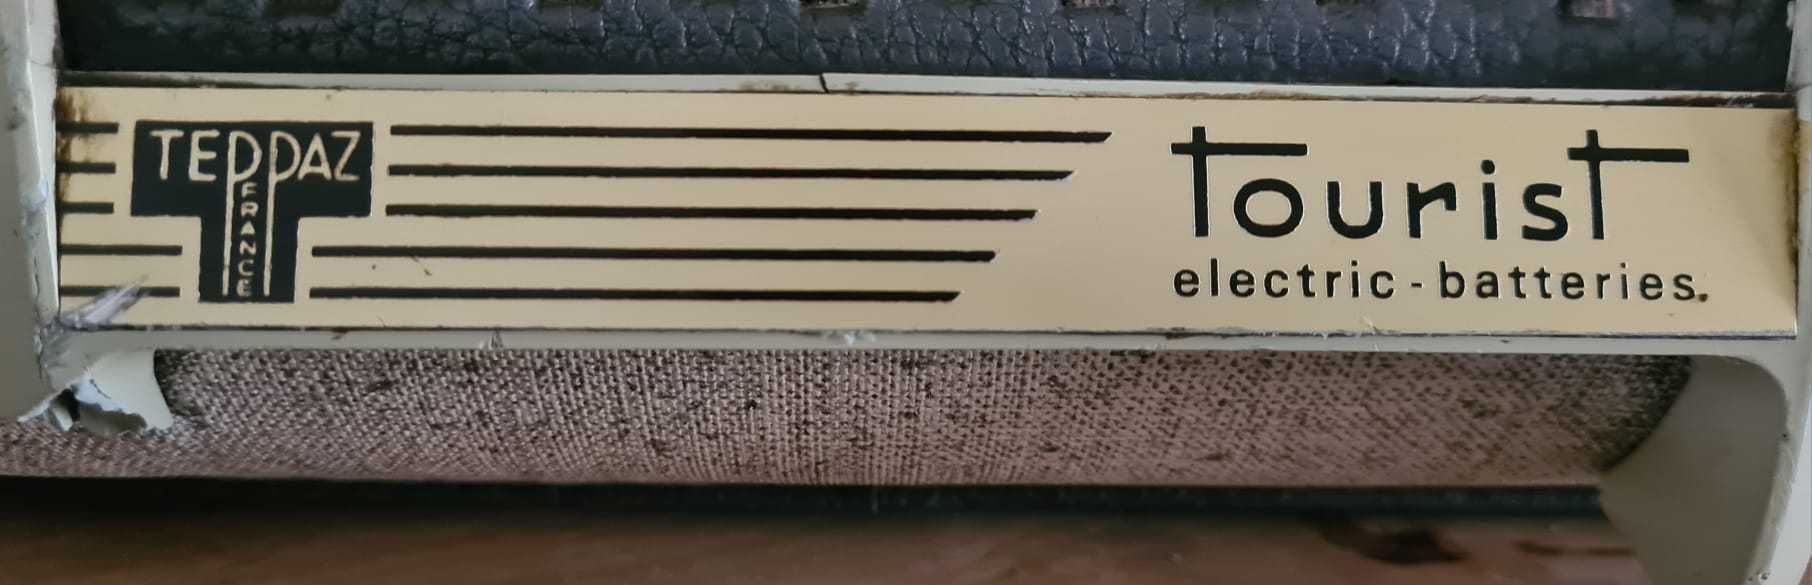 TEPPAZ
FRANCE
tourist
electric - batteries.